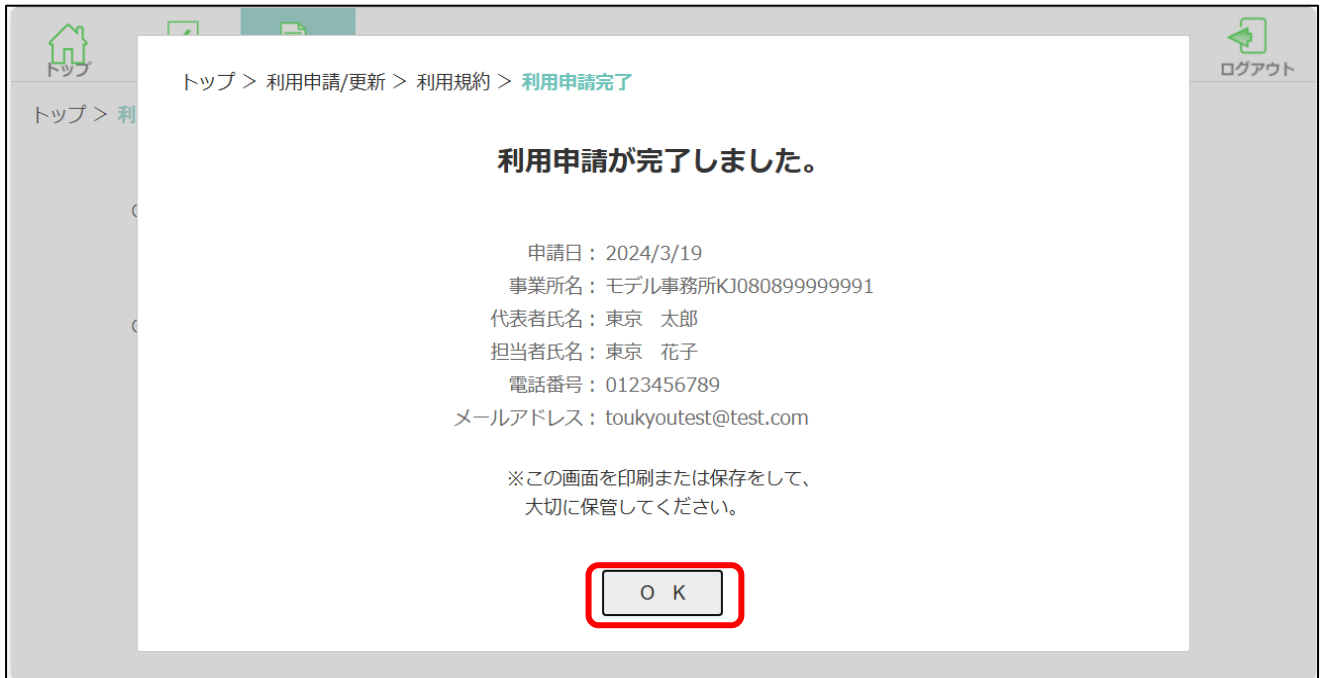 トップ
ログアウト
トップ > 利
トップ > 利用申請/更新 > 利用規約 > 利用申請完了
利用申請が完了しました。
申請日： 2024/3/19
事業所名： モデル事務所KJ080899999991
代表者氏名： 東京　太郎
担当者氏名： 東京　花子
電話番号： 0123456789
メールアドレス： toukyoutest@test.com
※この画面を印刷または保存をして、
大切に保管してください。
O K